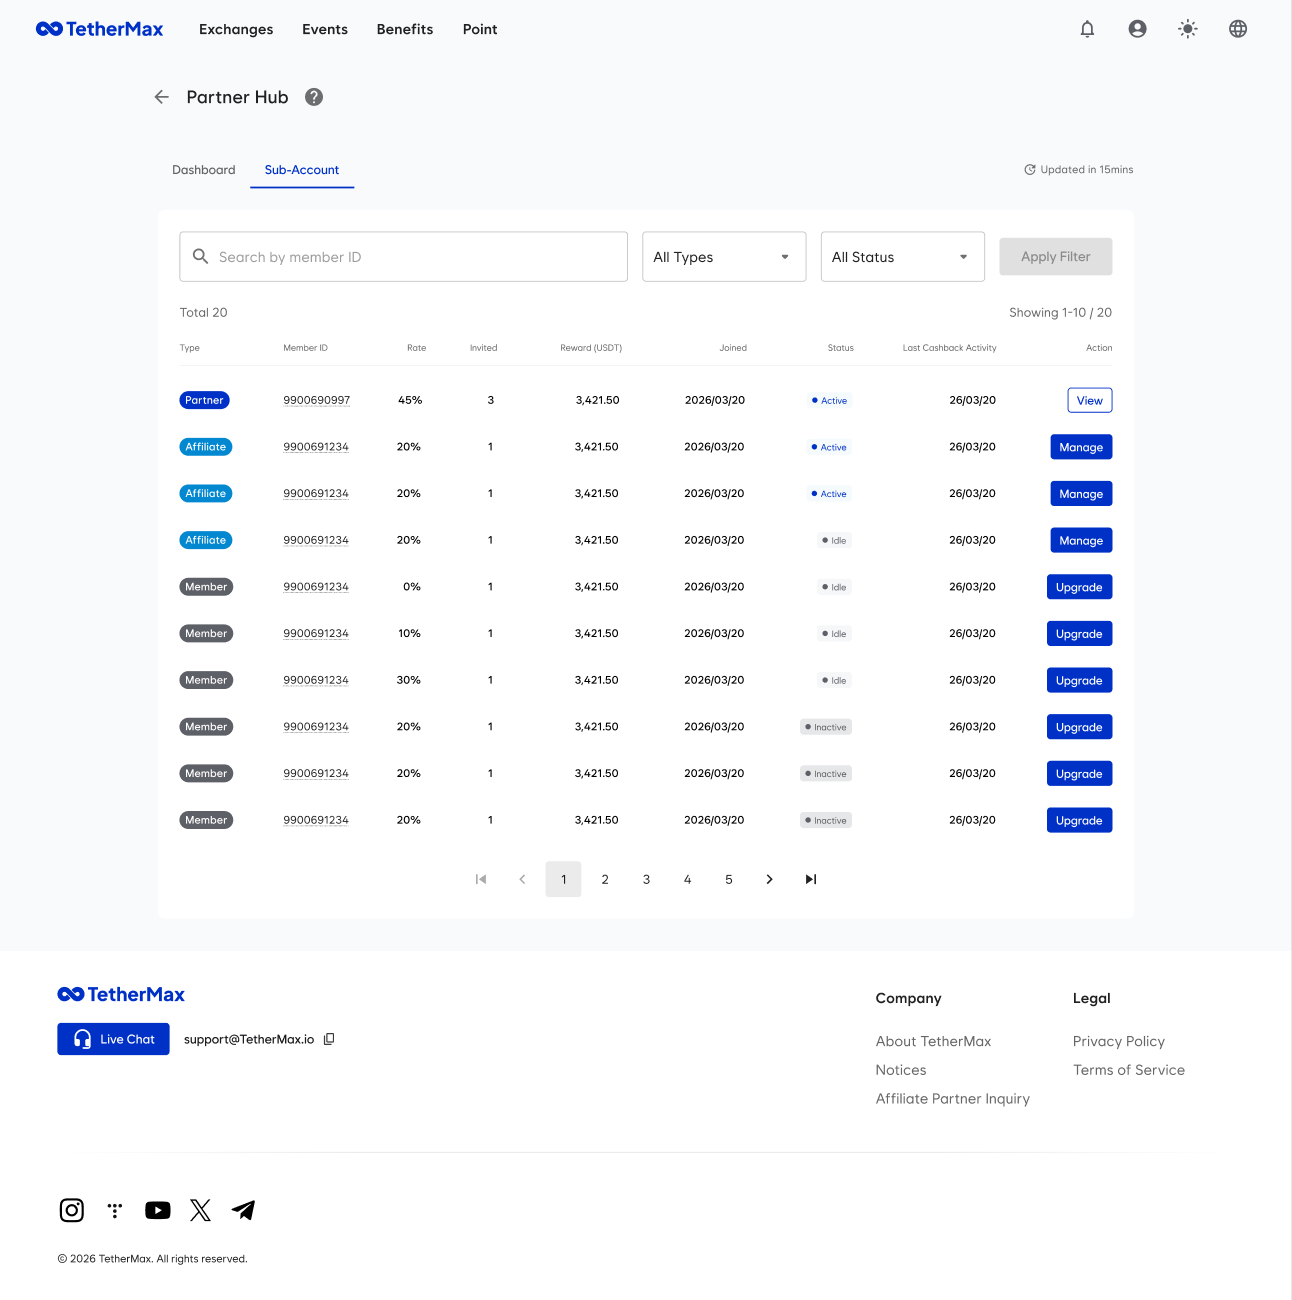 TetherMax Exchanges Events Benefits Point
Partner Hub
Dashboard Sub-Account Updated in 15mins
Search by member ID All Types All Status Apply Filter
Total 20 Showing 1-10 / 20
Type Member ID Rate Invited Reward (USDT) Joined Status Last Cashback Activity Action
Partner 9900690997 45% 3 3,421.50 2026/03/20 Active 26/03/20 View
Affiliate 9900691234 20% 1 3,421.50 2026/03/20 Active 26/03/20 Manage
Affiliate 9900691234 20% 1 3,421.50 2026/03/20 Active 26/03/20 Manage
Affiliate 9900691234 20% 1 3,421.50 2026/03/20 Idle 26/03/20 Manage
Member 9900691234 0% 1 3,421.50 2026/03/20 Idle 26/03/20 Upgrade
Member 9900691234 10% 1 3,421.50 2026/03/20 Idle 26/03/20 Upgrade
Member 9900691234 30% 1 3,421.50 2026/03/20 Idle 26/03/20 Upgrade
Member 9900691234 20% 1 3,421.50 2026/03/20 Inactive 26/03/20 Upgrade
Member 9900691234 20% 1 3,421.50 2026/03/20 Inactive 26/03/20 Upgrade
Member 9900691234 20% 1 3,421.50 2026/03/20 Inactive 26/03/20 Upgrade
1 2 3 4 5
TetherMax
Live Chat support@TetherMax.io
Company
About TetherMax
Notices
Affiliate Partner Inquiry
Legal
Privacy Policy
Terms of Service
© 2026 TetherMax. All rights reserved.